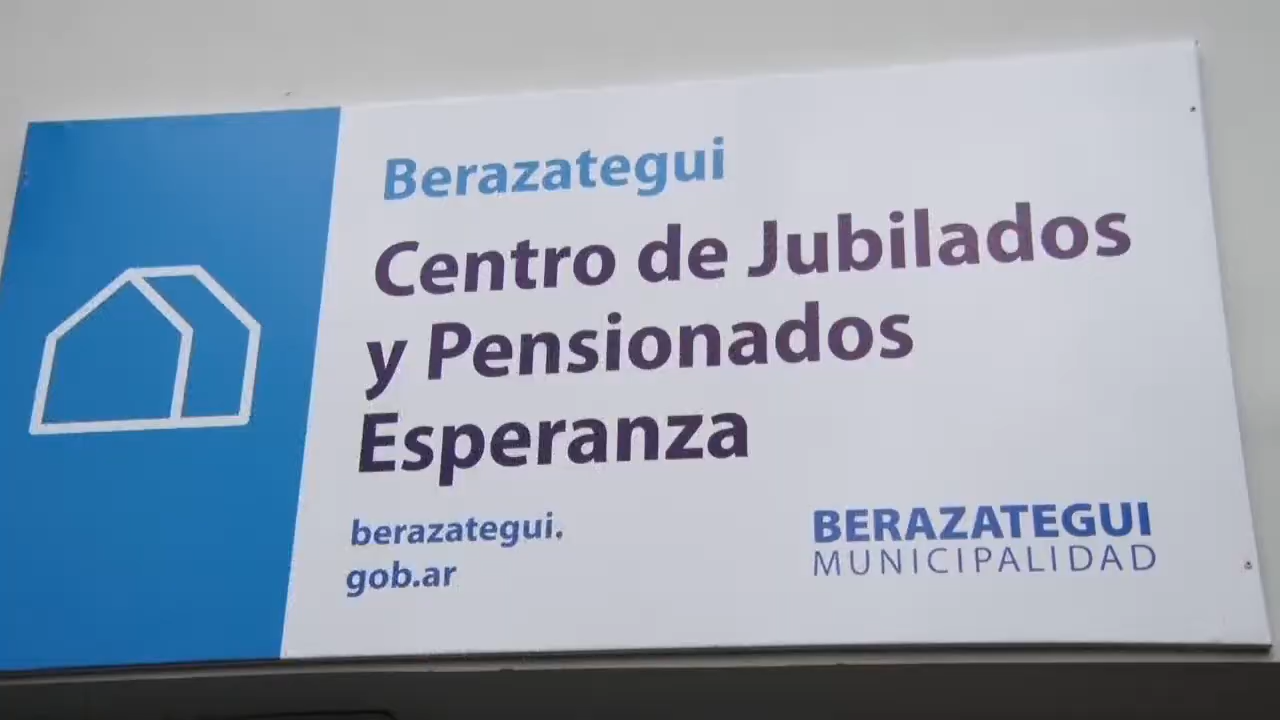 Berazategui
Centro de Jubilados
y Pensionados
Esperanza
berazategui.
gob.ar
BERAZATEGUI
MUNICIPALIDAD